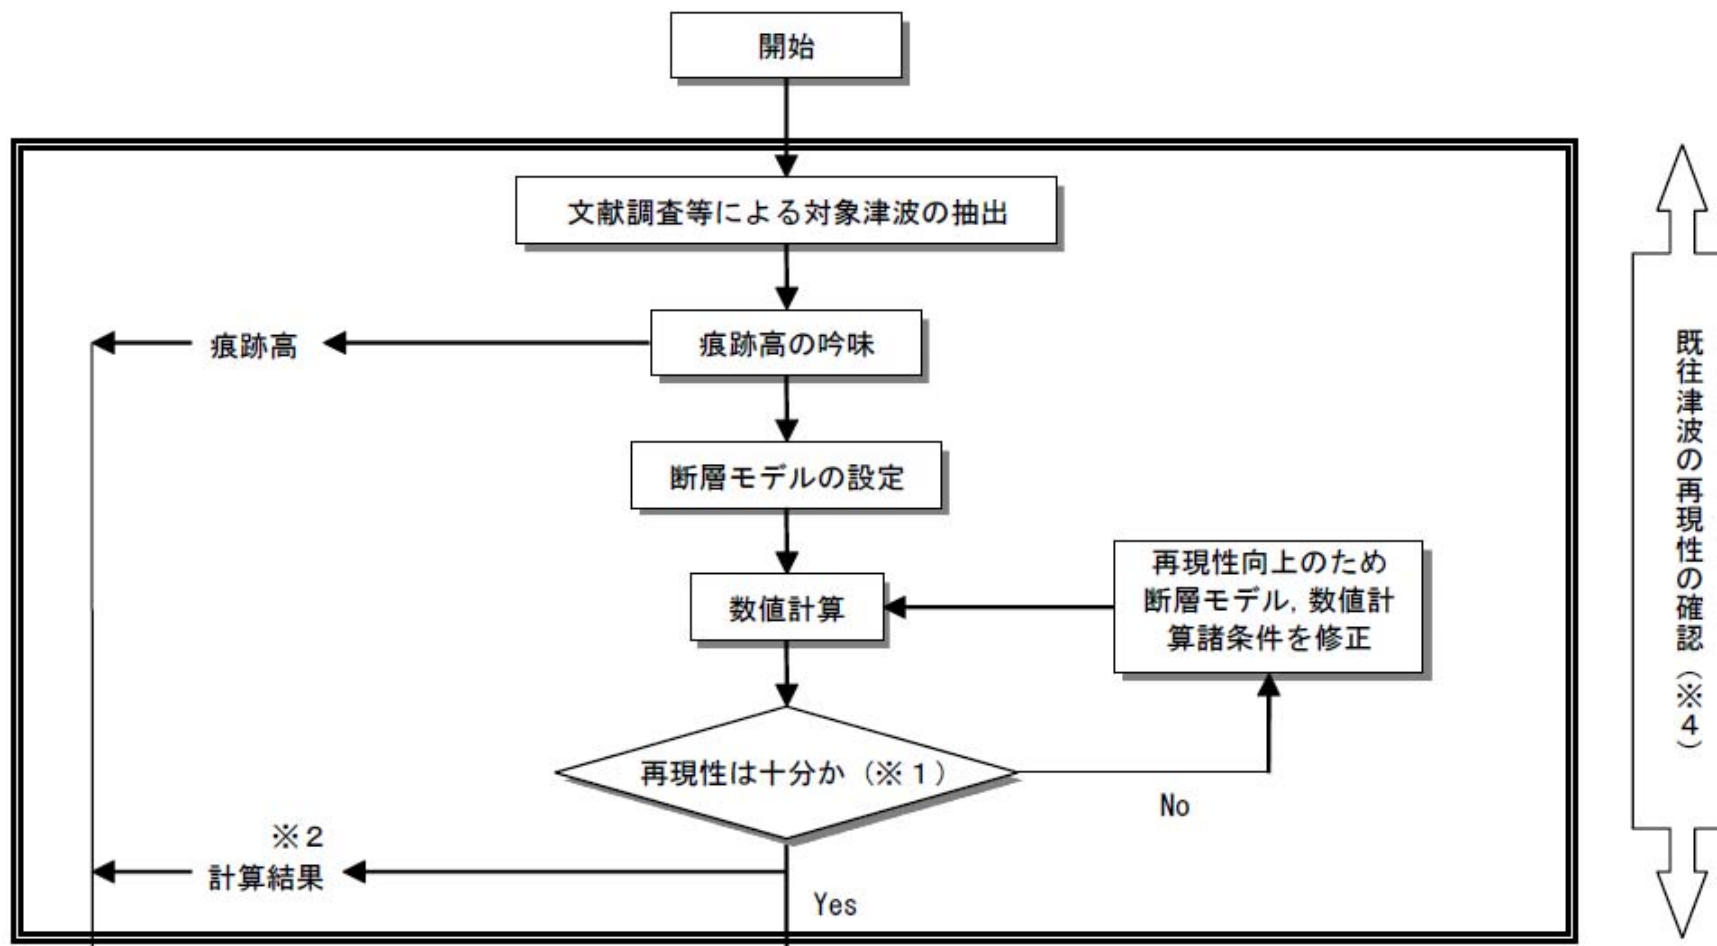 開始
文献調査等による対象津波の抽出
痕跡高の吟味
痕跡高
断層モデルの設定
数値計算
再現性向上のため
断層モデル,数値計
算諸条件を修正
再現性は十分か(※1)
No
※2
計算結果
Yes
既往津波の再現性の確認(※4)